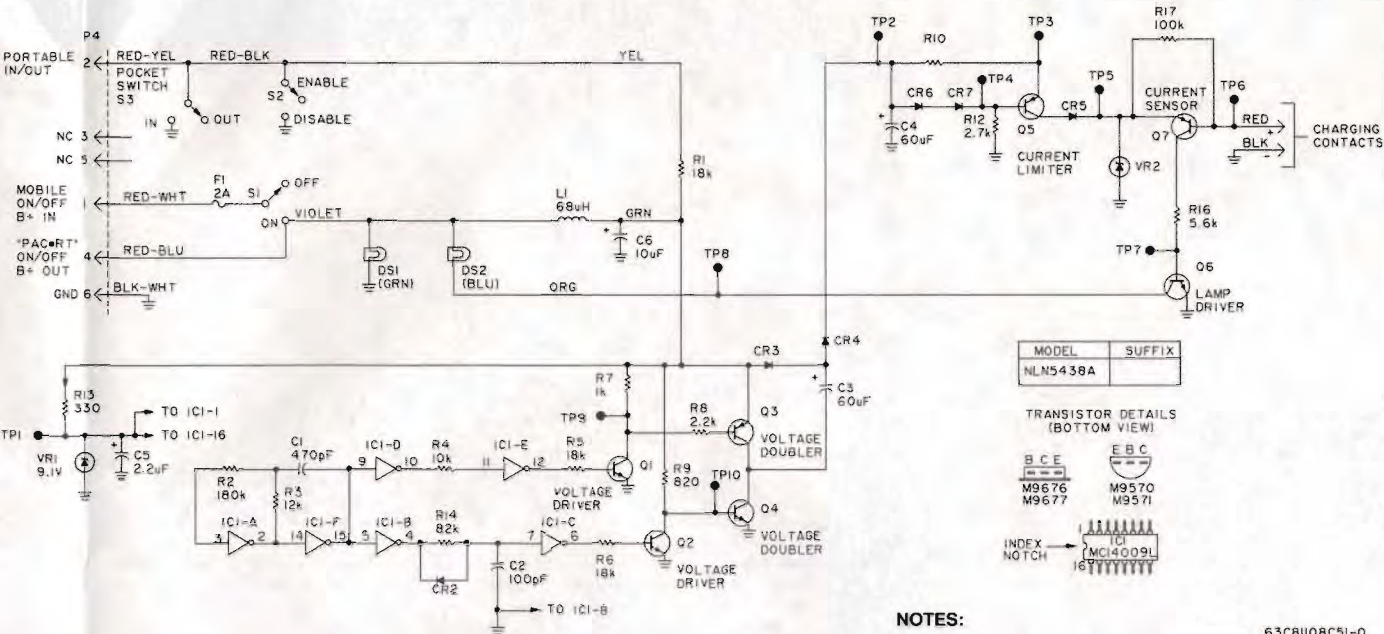 P4
PORTABLE
IN/OUT
2
RED-YEL
RED-BLK
YEL
POCKET
SWITCH
S3
IN
OUT
S2
ENABLE
DISABLE
NC 3
NC 5
MOBILE
ON/OFF
B+ IN
1
RED-WHT
F1
2A
S1
OFF
ON
VIOLET
"PAC•RT"
ON/OFF
B+ OUT
4
RED-BLU
GND 6
BLK-WHT
DS1
(GRN)
DS2
(BLU)
ORG
L1
68uH
GRN
+
C6
10uF
R1
18k
TP8
TP2
R10
TP3
CR6
CR7
TP4
+
C4
60uF
R12
2.7k
Q5
CURRENT
LIMITER
CR5
TP5
VR2
R17
100k
CURRENT
SENSOR
Q7
TP6
RED
+
BLK
-
CHARGING
CONTACTS
R16
5.6k
TP7
Q6
LAMP
DRIVER
CR3
CR4
+
C3
60uF
R13
330
TO IC1-1
TO IC1-16
TP1
VR1
9.1V
+
C5
2.2uF
R7
1k
TP9
R8
2.2k
Q3
VOLTAGE
DOUBLER
C1
470pF
IC1-D
9
10
R4
10k
IC1-E
11
12
R5
18k
Q1
VOLTAGE
DRIVER
R9
820
TP10
Q4
VOLTAGE
DOUBLER
R2
180k
R3
12k
IC1-A
3
2
IC1-F
14
15
IC1-B
5
4
R14
82k
CR2
C2
100pF
IC1-C
7
6
R6
18k
Q2
VOLTAGE
DRIVER
TO IC1-8
MODEL SUFFIX
NLN5438A
TRANSISTOR DETAILS
(BOTTOM VIEW)
B C E
M9676
M9677
E B C
M9570
M9571
INDEX
NOTCH
1
IC1
MC14009L
16
NOTES:
63C81108C51-O